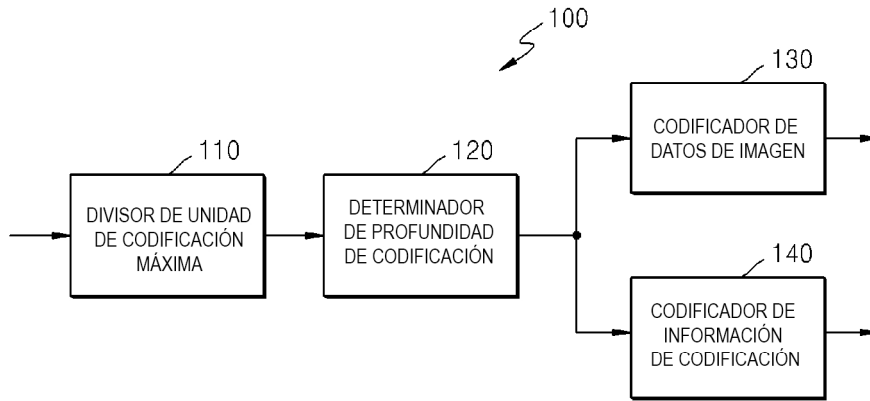 100
110
DIVISOR DE UNIDAD
DE CODIFICACIÓN
MÁXIMA
120
DETERMINADOR
DE PROFUNDIDAD
DE CODIFICACIÓN
130
CODIFICADOR DE
DATOS DE IMAGEN
140
CODIFICADOR DE
INFORMACIÓN
DE CODIFICACIÓN